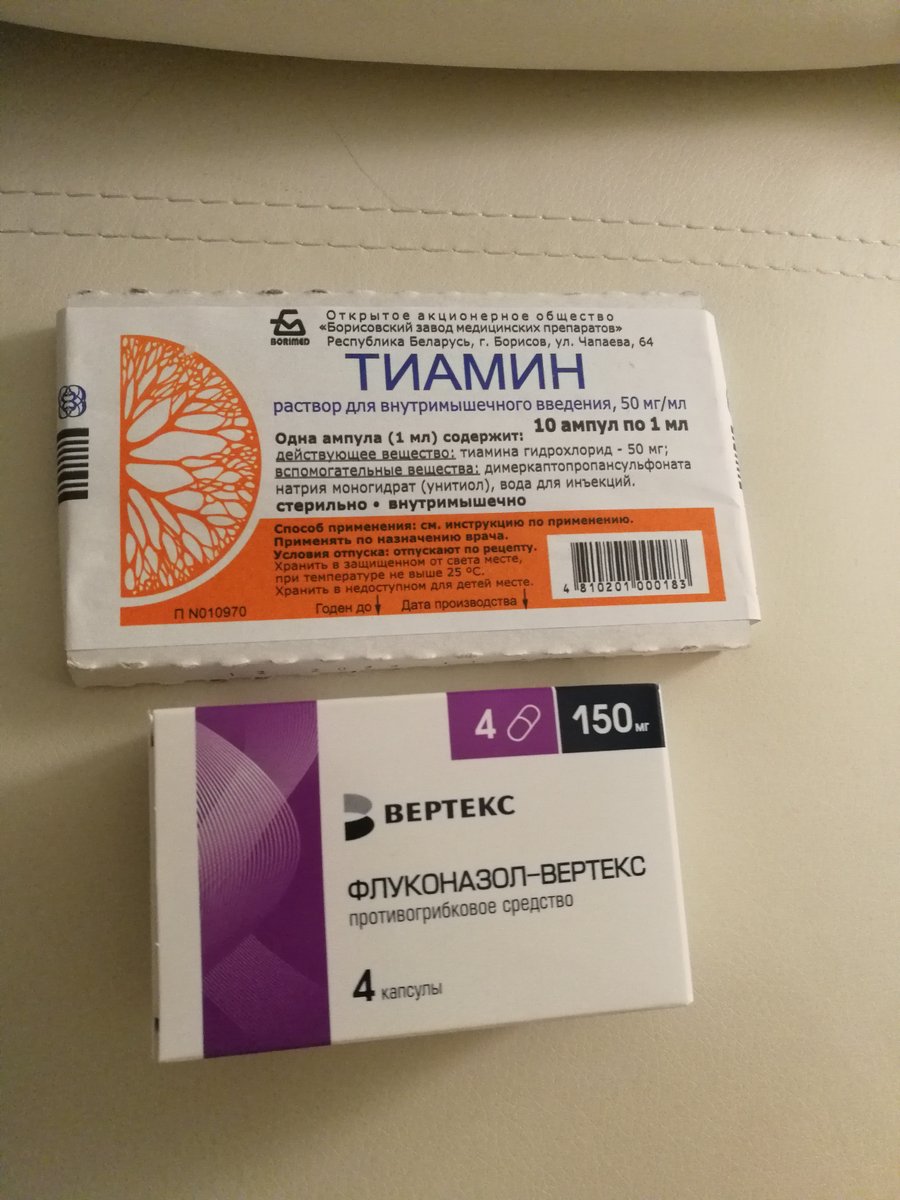 BORIMED
Открытое акционерное общество
«Борисовский завод медицинских препаратов»
Республика Беларусь, г. Борисов, ул. Чапаева, 64
ТИАМИН
раствор для внутримышечного введения, 50 мг/мл
10 ампул по 1 мл
Одна ампула (1 мл) содержит:
действующее вещество: тиамина гидрохлорид - 50 мг;
вспомогательные вещества: димеркаптопропансульфоната
натрия моногидрат (унитиол), вода для инъекций.
стерильно • внутримышечно
Способ применения: см. инструкцию по применению.
Применять по назначению врача.
Условия отпуска: отпускают по рецепту.
Хранить в защищенном от света месте,
при температуре не выше 25 °С.
Хранить в недоступном для детей месте.
4 810201 000183
П N010970
Годен до
Дата производства
4
150 мг
ВЕРТЕКС
ФЛУКОНАЗОЛ-ВЕРТЕКС
противогрибковое средство
4 капсулы